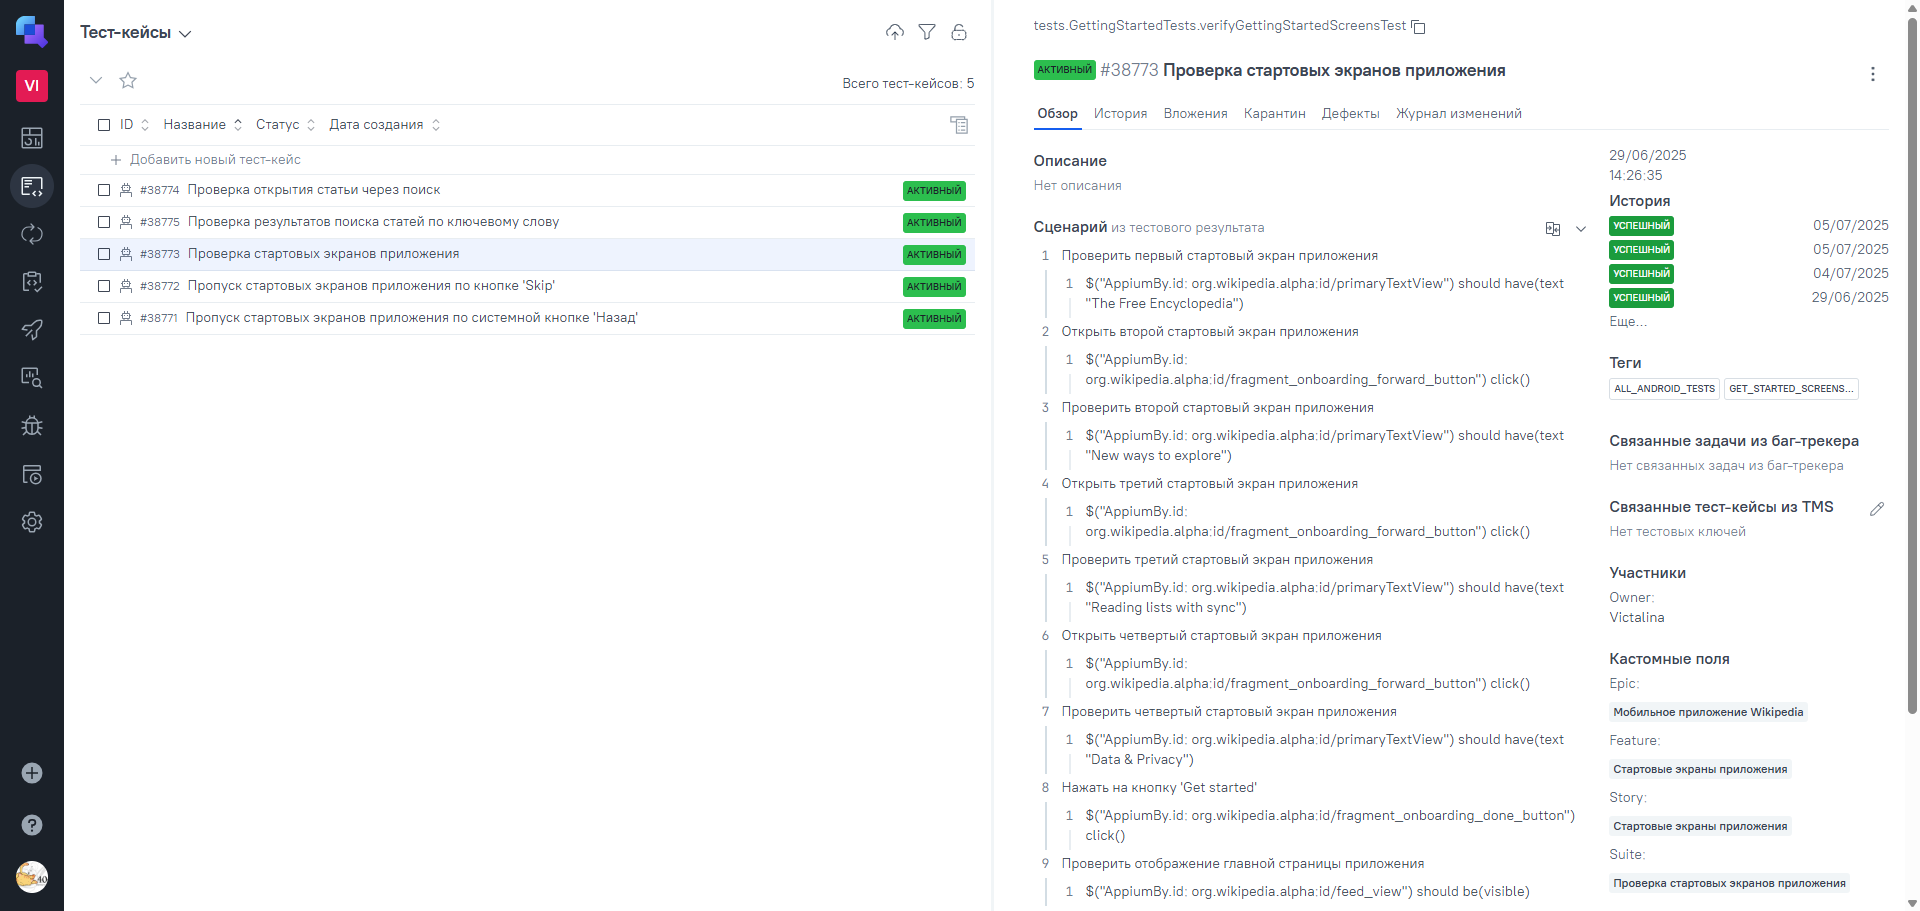 VI
Тест-кейсы
Всего тест-кейсов: 5
ID Название Статус Дата создания
Добавить новый тест-кейс
#38774 Проверка открытия статьи через поиск АКТИВНЫЙ
#38775 Проверка результатов поиска статей по ключевому слову АКТИВНЫЙ
#38773 Проверка стартовых экранов приложения АКТИВНЫЙ
#38772 Пропуск стартовых экранов приложения по кнопке 'Skip' АКТИВНЫЙ
#38771 Пропуск стартовых экранов приложения по системной кнопке 'Назад' АКТИВНЫЙ
tests.GettingStartedTests.verifyGettingStartedScreensTest
АКТИВНЫЙ #38773 Проверка стартовых экранов приложения
Обзор История Вложения Карантин Дефекты Журнал изменений
Описание
Нет описания
Сценарий из тестового результата
1 Проверить первый стартовый экран приложения
1 $("AppiumBy.id: org.wikipedia.alpha:id/primaryTextView") should have(text
"The Free Encyclopedia")
2 Открыть второй стартовый экран приложения
1 $("AppiumBy.id:
org.wikipedia.alpha:id/fragment_onboarding_forward_button") click()
3 Проверить второй стартовый экран приложения
1 $("AppiumBy.id: org.wikipedia.alpha:id/primaryTextView") should have(text
"New ways to explore")
4 Открыть третий стартовый экран приложения
1 $("AppiumBy.id:
org.wikipedia.alpha:id/fragment_onboarding_forward_button") click()
5 Проверить третий стартовый экран приложения
1 $("AppiumBy.id: org.wikipedia.alpha:id/primaryTextView") should have(text
"Reading lists with sync")
6 Открыть четвертый стартовый экран приложения
1 $("AppiumBy.id:
org.wikipedia.alpha:id/fragment_onboarding_forward_button") click()
7 Проверить четвертый стартовый экран приложения
1 $("AppiumBy.id: org.wikipedia.alpha:id/primaryTextView") should have(text
"Data & Privacy")
8 Нажать на кнопку 'Get started'
1 $("AppiumBy.id: org.wikipedia.alpha:id/fragment_onboarding_done_button")
click()
9 Проверить отображение главной страницы приложения
1 $("AppiumBy.id: org.wikipedia.alpha:id/feed_view") should be(visible)
29/06/2025
14:26:35
История
УСПЕШНЫЙ 05/07/2025
УСПЕШНЫЙ 05/07/2025
УСПЕШНЫЙ 04/07/2025
УСПЕШНЫЙ 29/06/2025
Еще...
Теги
ALL_ANDROID_TESTS GET_STARTED_SCREENS...
Связанные задачи из баг-трекера
Нет связанных задач из баг-трекера
Связанные тест-кейсы из TMS
Нет тестовых ключей
Участники
Owner:
Victalina
Кастомные поля
Epic:
Мобильное приложение Wikipedia
Feature:
Стартовые экраны приложения
Story:
Стартовые экраны приложения
Suite:
Проверка стартовых экранов приложения